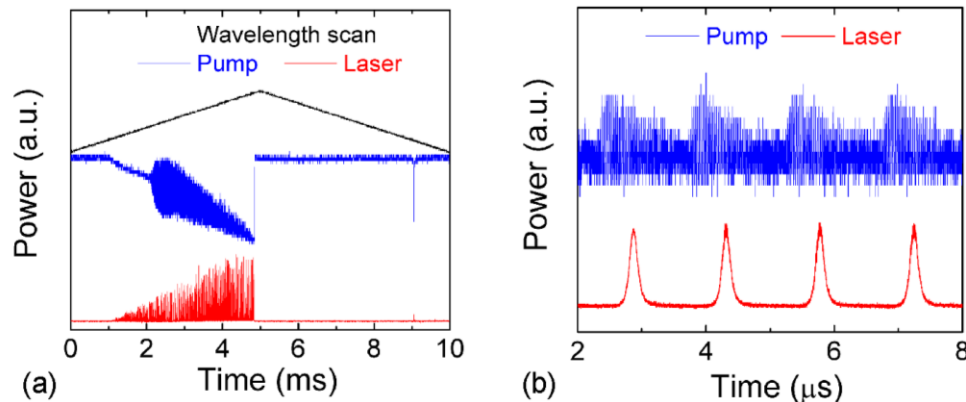 Wavelength scan
Pump Laser
Power (a.u.)
0 2 4 6 8 10
Time (ms)
(a)
Pump Laser
Power (a.u.)
2 4 6 8
Time (μs)
(b)